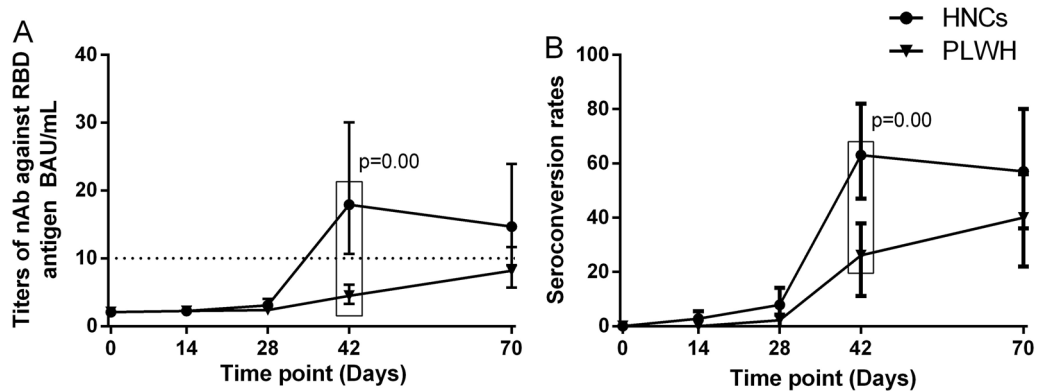 A
Titers of nAb against RBD
antigen BAU/mL
40
30
20
10
0
p=0.00
0 14 28 42 70
Time point (Days)
B
HNCs
PLWH
Seroconversion rates
100
80
60
40
20
0
p=0.00
0 14 28 42 70
Time point (Days)